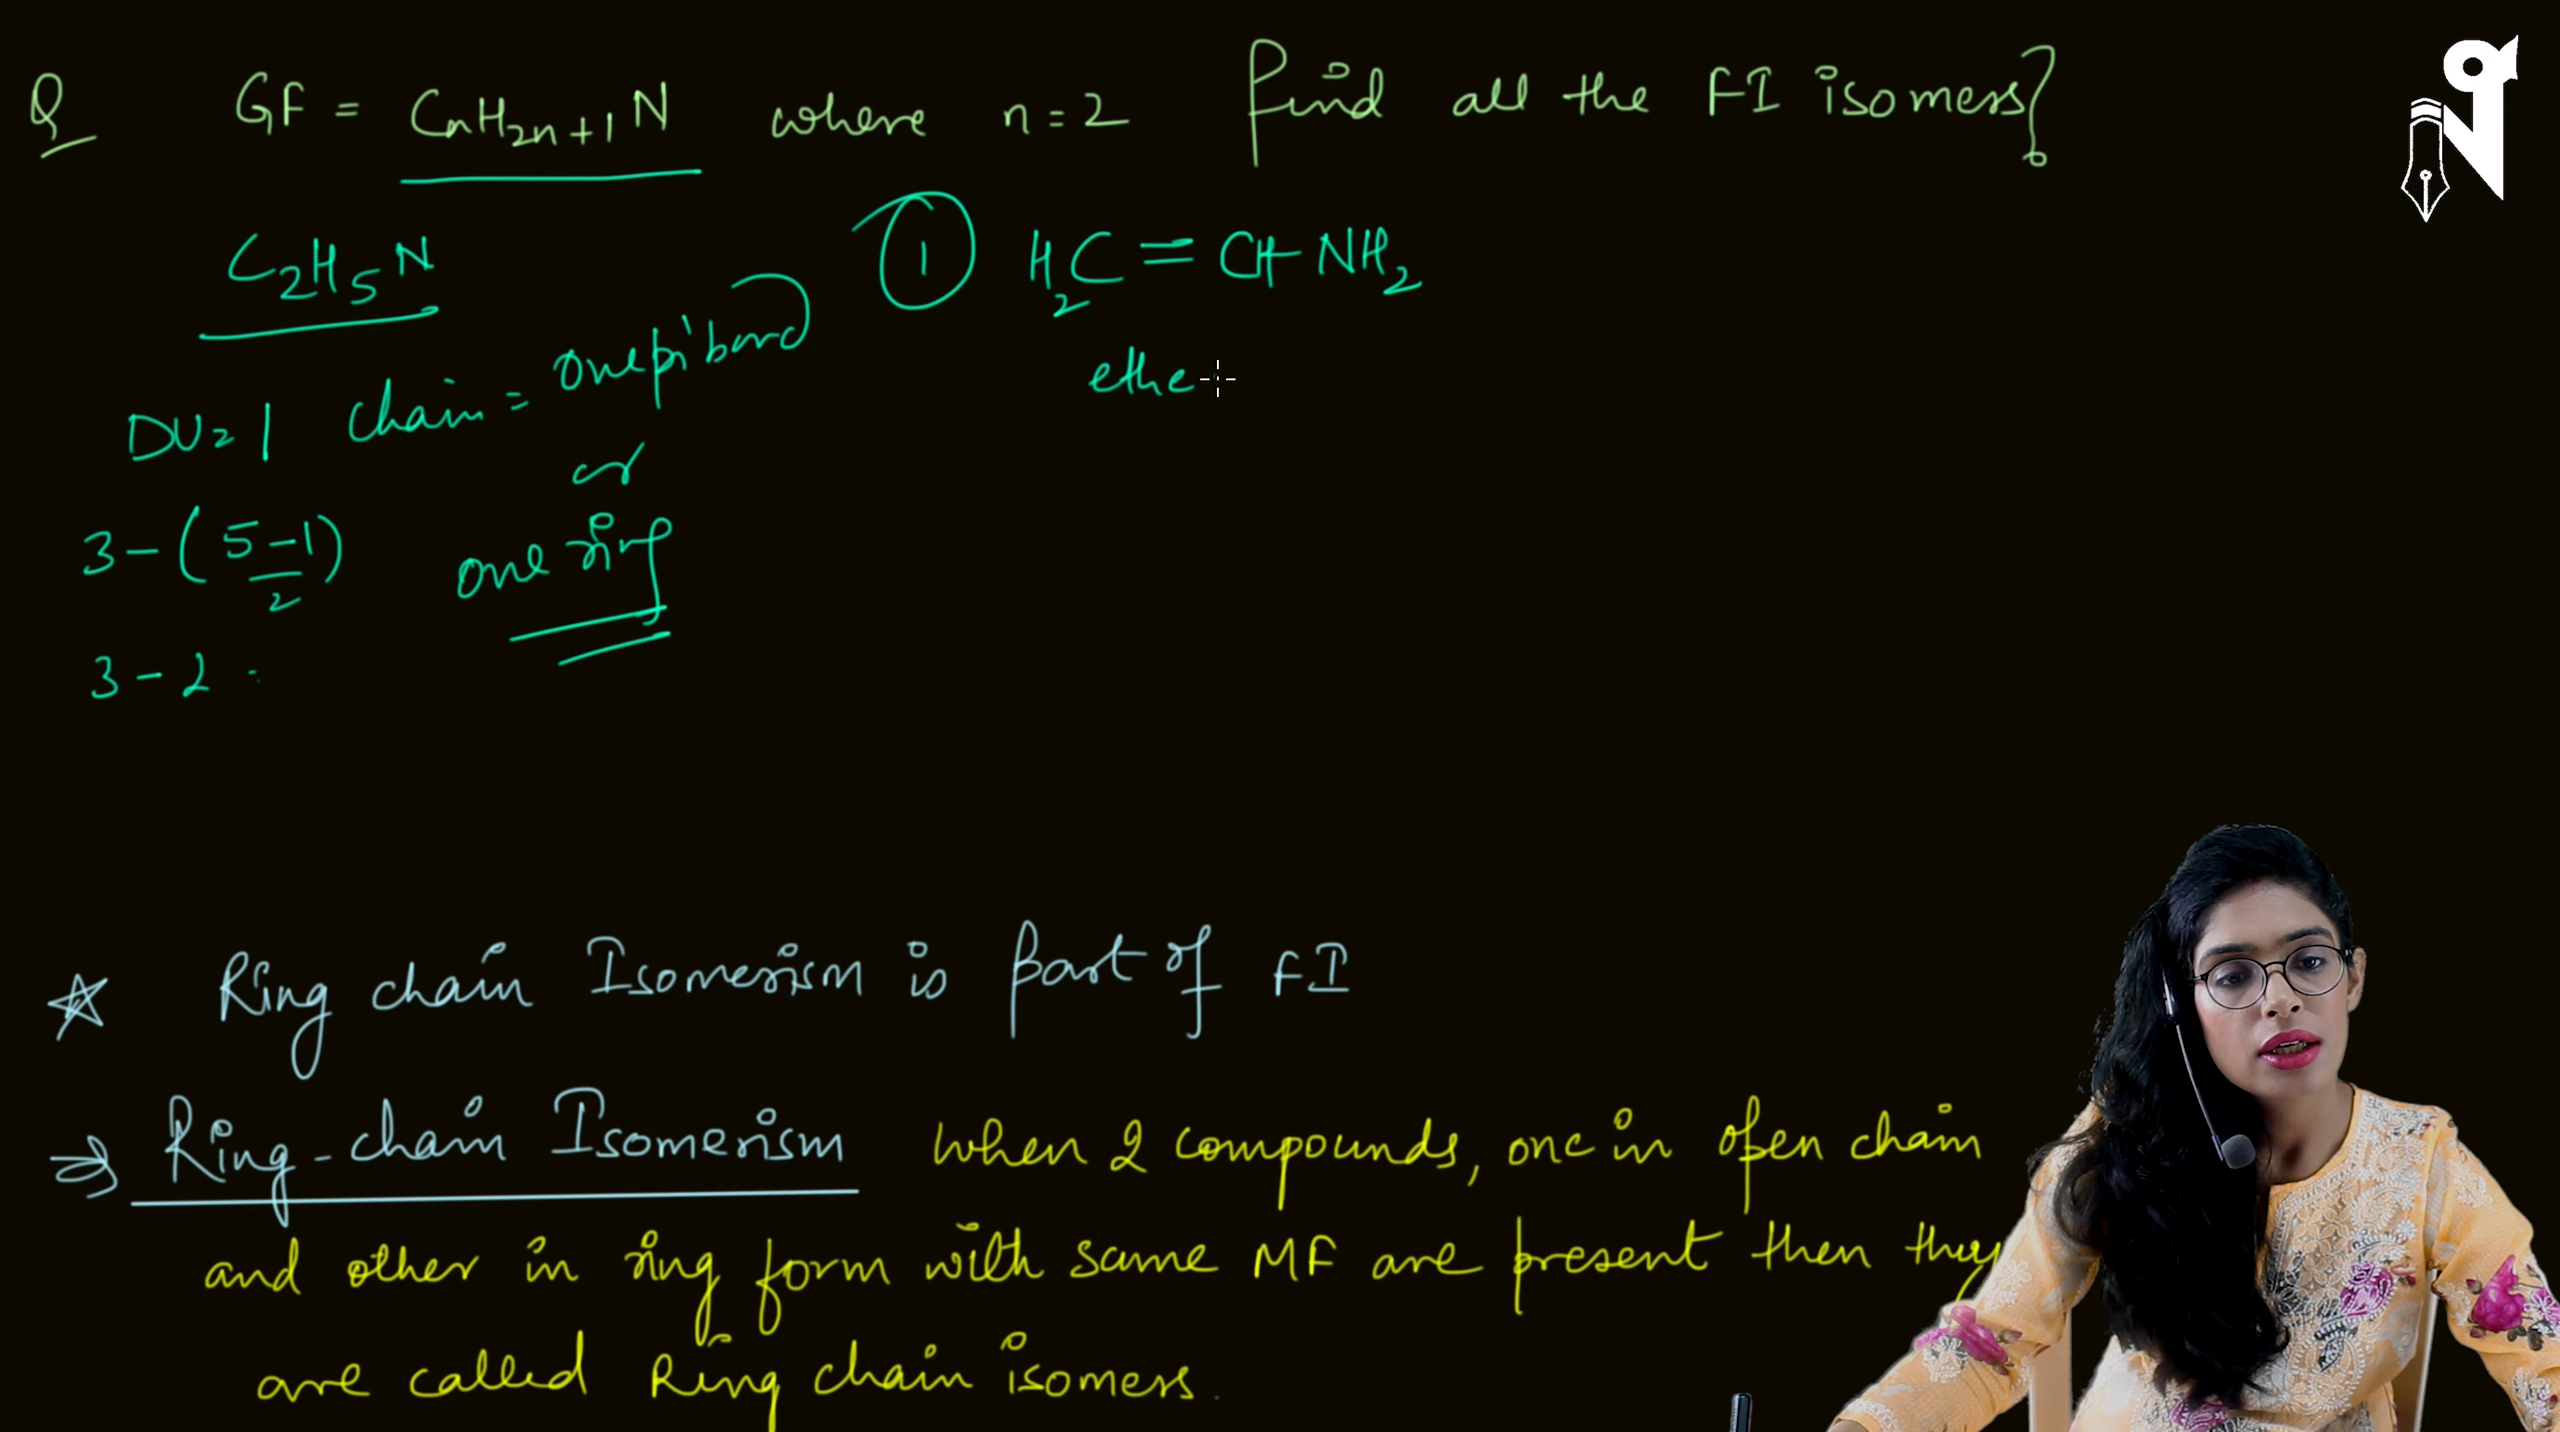 Q GF = CnH2n+1 N where n=2 Find all the FI isomers?
C2H5N
① H2C = CH-NH2
ethe
DU=1 chain = one pi bond
or
one ring
3-(5-1)
2
3-2
☆ Ring chain Isomerism is part of FI
⇒ Ring-chain Isomerism When 2 compounds, one in open chain
and other in ring form with same MF are present then they
are called Ring chain isomers.